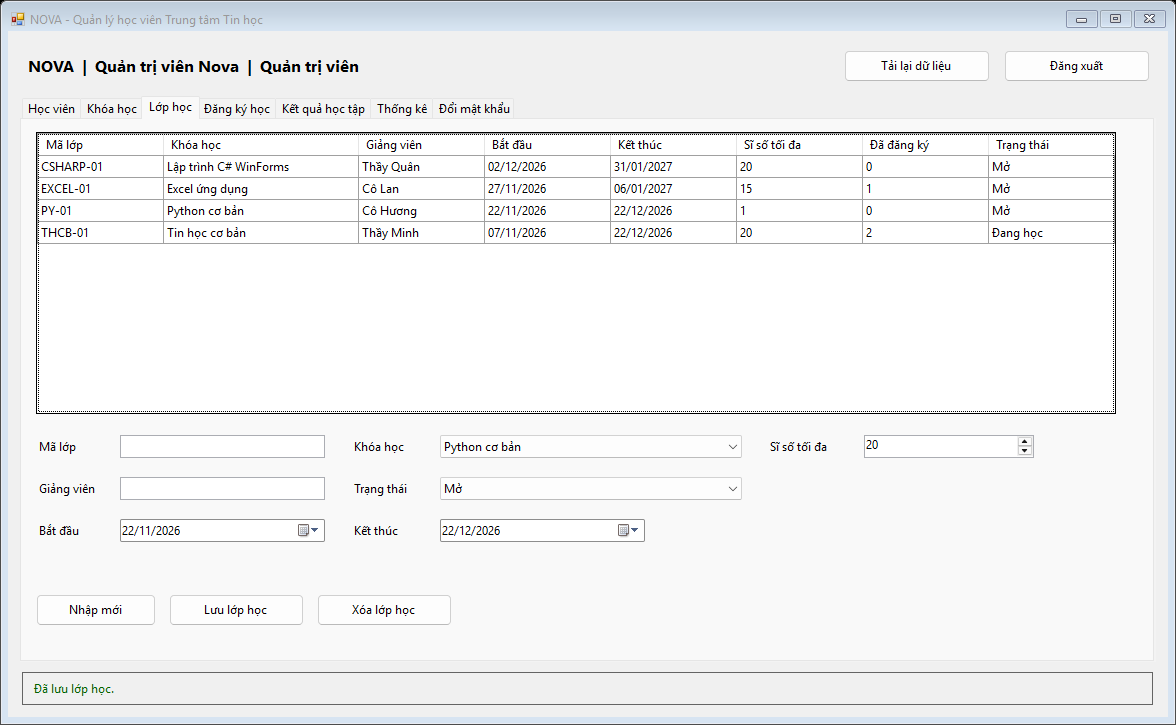 NOVA - Quản lý học viên Trung tâm Tin học
NOVA | Quản trị viên Nova | Quản trị viên
Tải lại dữ liệu
Đăng xuất
Học viên Khóa học Lớp học Đăng ký học Kết quả học tập Thống kê Đổi mật khẩu
Mã lớp Khóa học Giảng viên Bắt đầu Kết thúc Sĩ số tối đa Đã đăng ký Trạng thái
CSHARP-01 Lập trình C# WinForms Thầy Quân 02/12/2026 31/01/2027 20 0 Mở
EXCEL-01 Excel ứng dụng Cô Lan 27/11/2026 06/01/2027 15 1 Mở
PY-01 Python cơ bản Cô Hương 22/11/2026 22/12/2026 1 0 Mở
THCB-01 Tin học cơ bản Thầy Minh 07/11/2026 22/12/2026 20 2 Đang học
Mã lớp Khóa học Python cơ bản Sĩ số tối đa 20
Giảng viên Trạng thái Mở
Bắt đầu 22/11/2026 Kết thúc 22/12/2026
Nhập mới Lưu lớp học Xóa lớp học
Đã lưu lớp học.